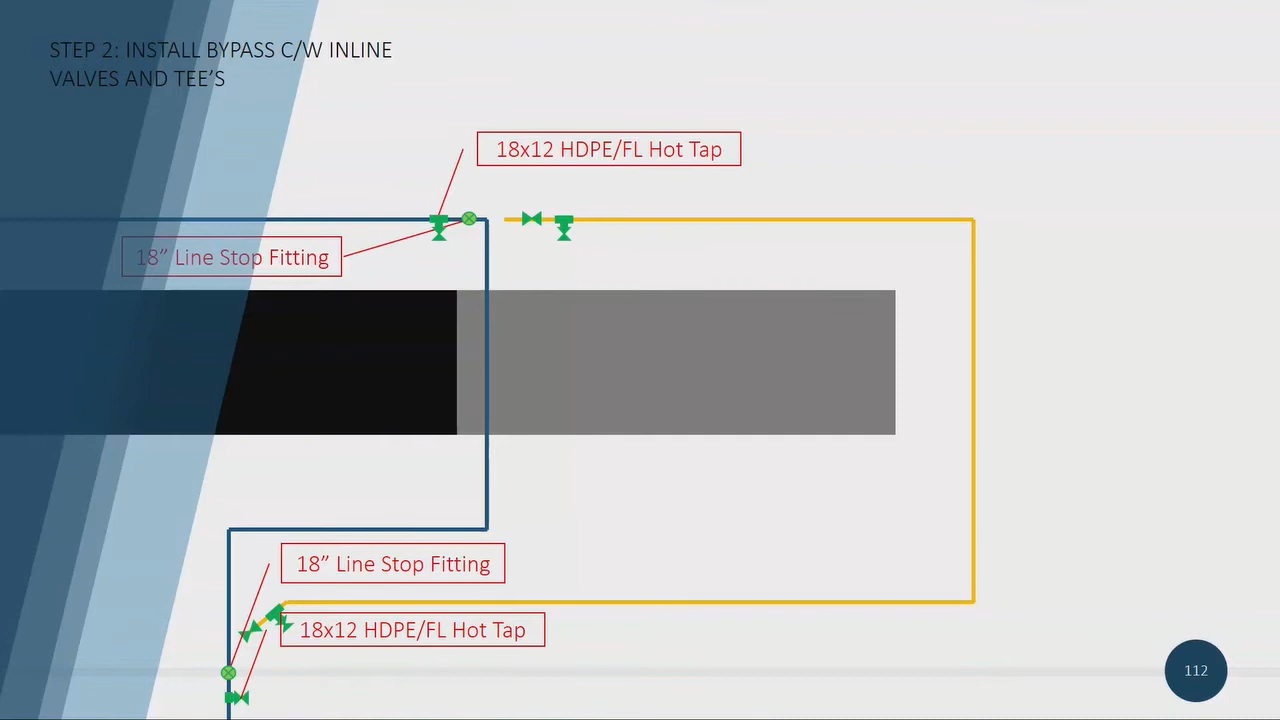 STEP 2: INSTALL BYPASS C/W INLINE
VALVES AND TEE’S
18x12 HDPE/FL Hot Tap
18” Line Stop Fitting
18” Line Stop Fitting
18x12 HDPE/FL Hot Tap
112